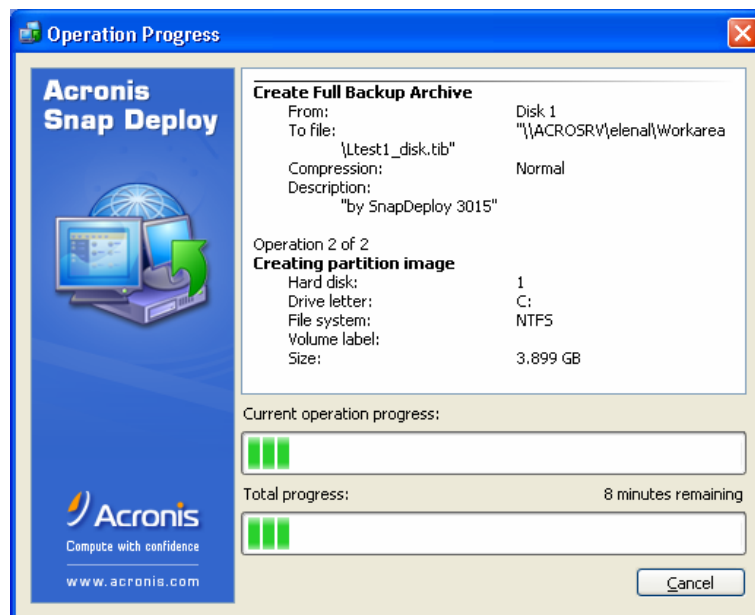 Operation Progress
Acronis
Snap Deploy
Create Full Backup Archive
From: Disk 1
To file: "\\ACROSRV\elenal\Workarea
\Ltest1_disk.tib"
Compression: Normal
Description:
"by SnapDeploy 3015"
Operation 2 of 2
Creating partition image
Hard disk: 1
Drive letter: C:
File system: NTFS
Volume label:
Size: 3.899 GB
Current operation progress:
Total progress: 8 minutes remaining
Acronis
Compute with confidence
www.acronis.com
Cancel